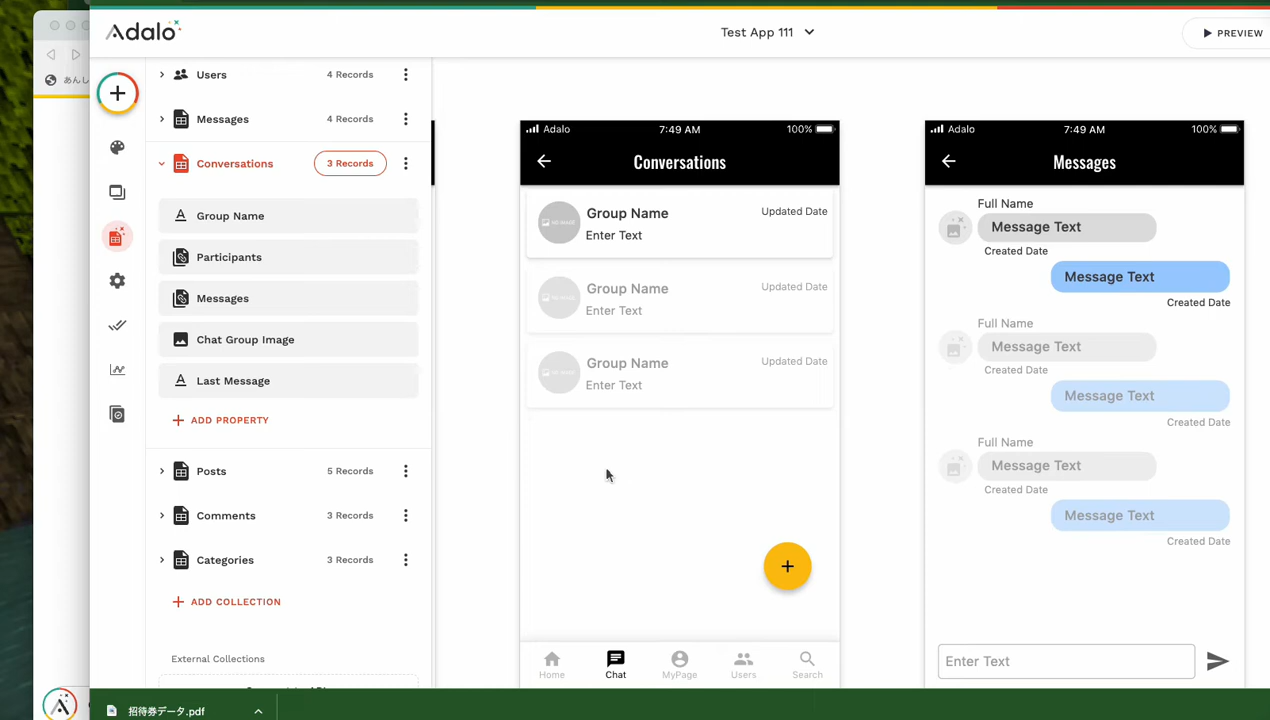 Adalo
Test App 111
PREVIEW
あんし
Users
4 Records
Messages
4 Records
Conversations
3 Records
Group Name
Participants
Messages
Chat Group Image
Last Message
ADD PROPERTY
Posts
5 Records
Comments
3 Records
Categories
3 Records
ADD COLLECTION
External Collections
Adalo
7:49 AM
100%
Conversations
Group Name
Updated Date
Enter Text
Group Name
Updated Date
Enter Text
Group Name
Updated Date
Enter Text
Home
Chat
MyPage
Users
Search
Adalo
7:49 AM
100%
Messages
Full Name
Message Text
Created Date
Message Text
Created Date
Full Name
Message Text
Created Date
Message Text
Created Date
Full Name
Message Text
Created Date
Message Text
Created Date
Enter Text
招待券データ.pdf